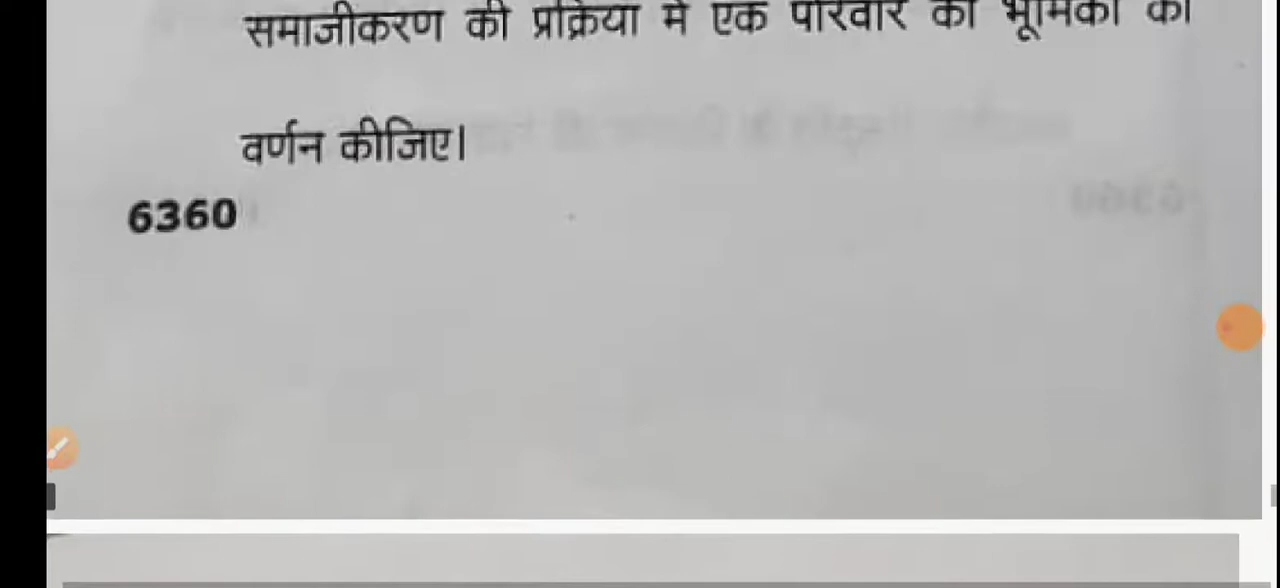 समाजीकरण की प्रक्रिया में एक परिवार की भूमिका का
वर्णन कीजिए।
6360